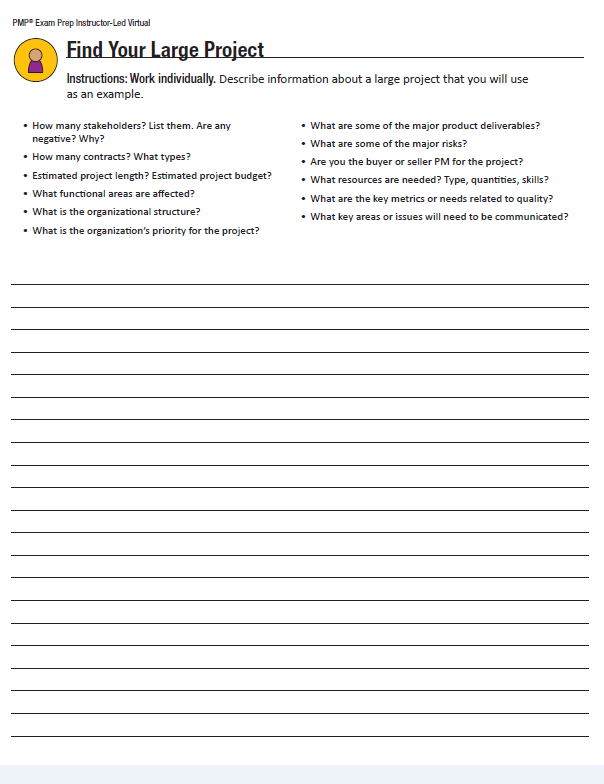 PMP® Exam Prep Instructor-Led Virtual
Find Your Large Project
Instructions: Work individually. Describe information about a large project that you will use
as an example.
• How many stakeholders? List them. Are any
negative? Why?
• How many contracts? What types?
• Estimated project length? Estimated project budget?
• What functional areas are affected?
• What is the organizational structure?
• What is the organization's priority for the project?
• What are some of the major product deliverables?
• What are some of the major risks?
• Are you the buyer or seller PM for the project?
• What resources are needed? Type, quantities, skills?
• What are the key metrics or needs related to quality?
• What key areas or issues will need to be communicated?